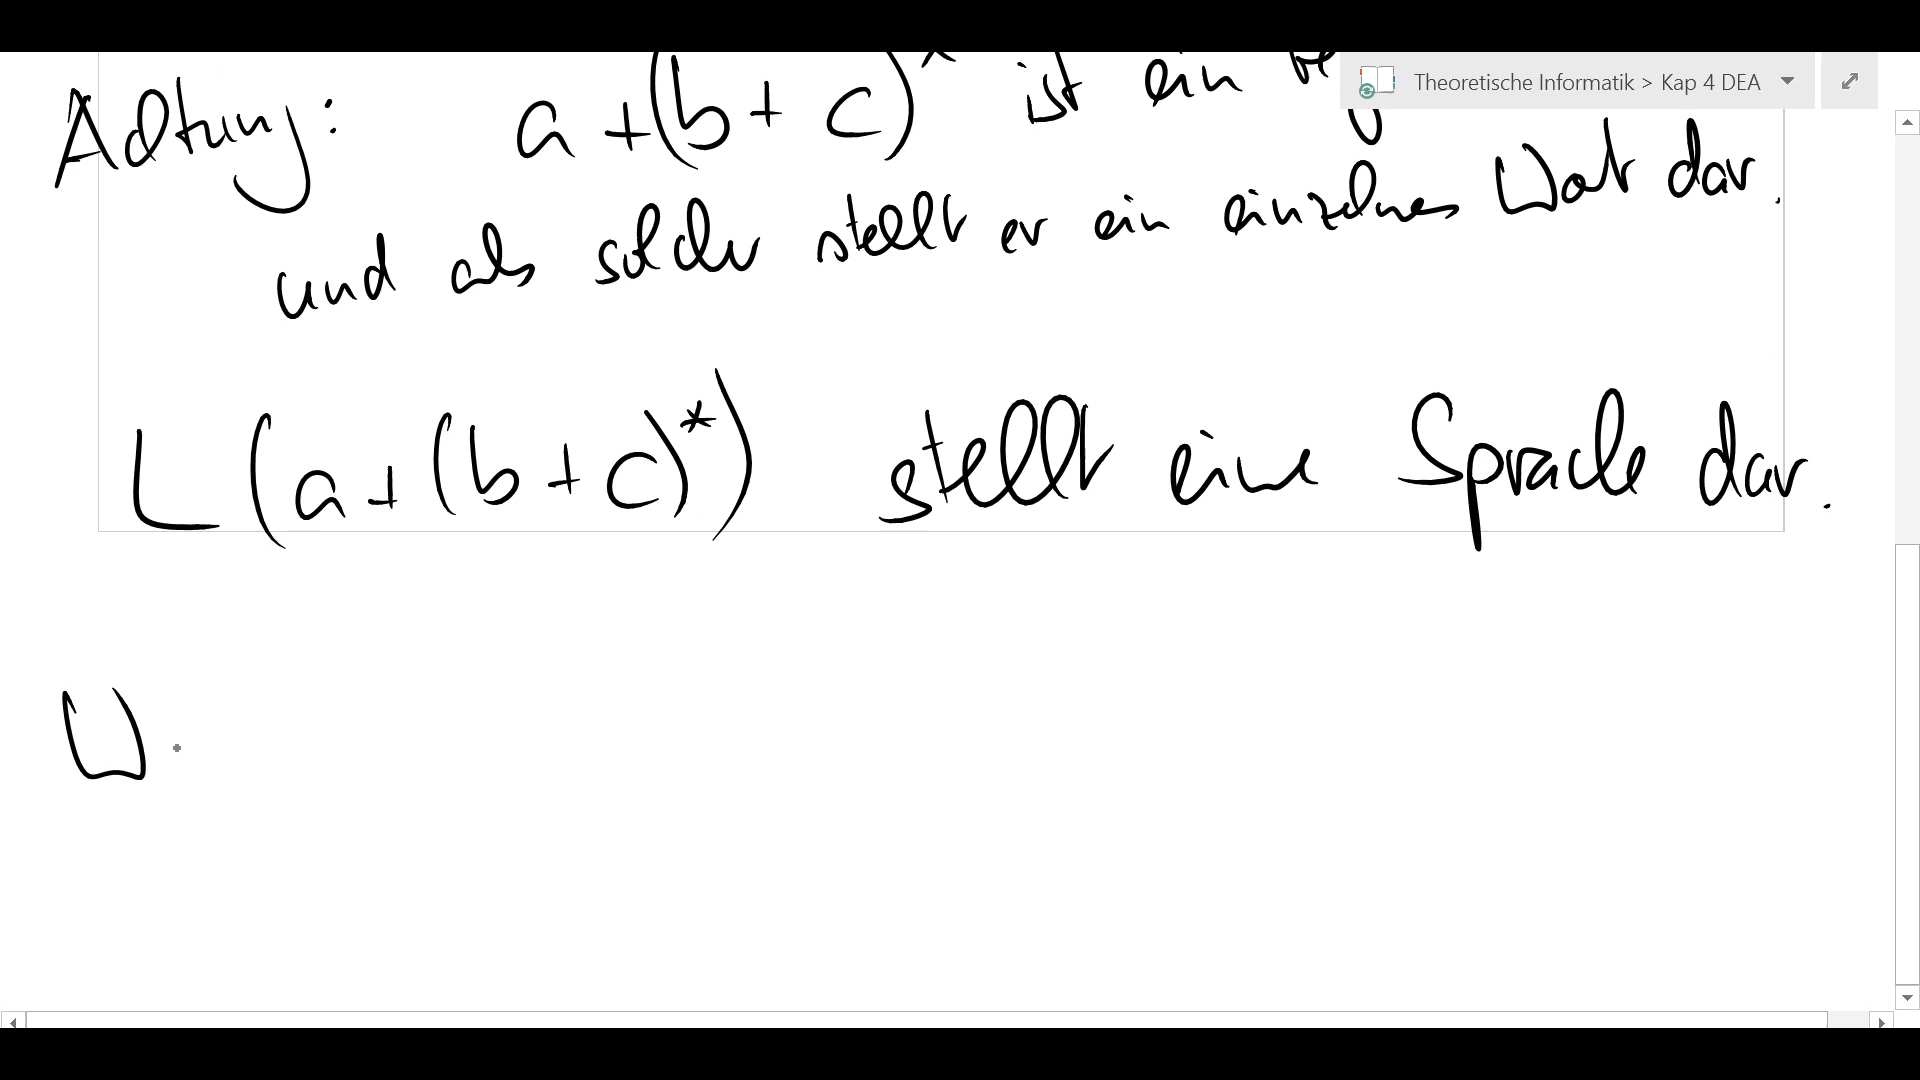 Theoretische Informatik > Kap 4 DEA
Achtung: a + (b + c)* ist ein
und als solcher stellt er ein einzelnes Wort dar.
L (a + (b + c)*) stellt eine Sprache dar.
W